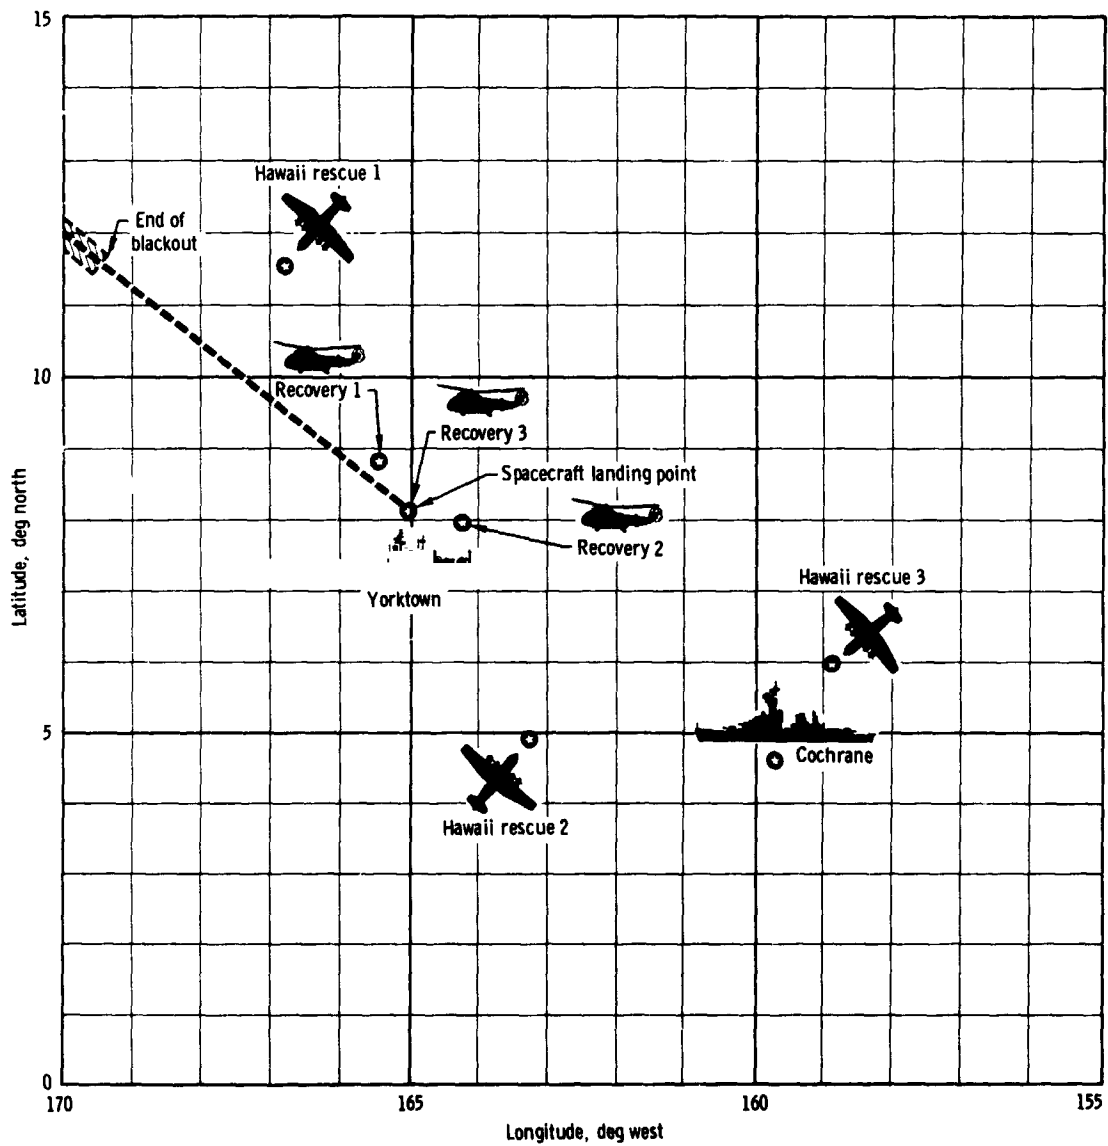 15
Hawaii rescue 1
End of
blackout
10
Recovery 1
Recovery 3
Spacecraft landing point
Recovery 2
Yorktown
Hawaii rescue 3
5
Cochrane
Hawaii rescue 2
0
170
165
160
155
Latitude, deg north
Longitude, deg west